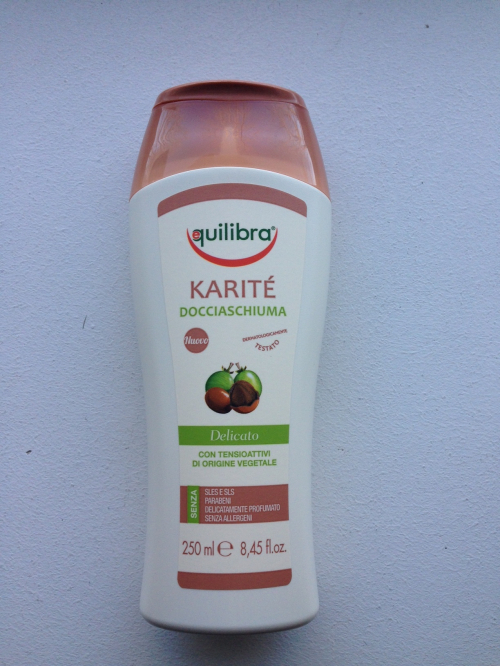 equilibra®
KARITÉ
DOCCIASCHIUMA
Nuovo
DERMATOLOGICAMENTE
TESTATO
Delicato
CON TENSIOATTIVI
DI ORIGINE VEGETALE
SENZA
SLES E SLS
PARABENI
DELICATAMENTE PROFUMATO
SENZA ALLERGENI
250 ml ℮ 8,45 fl.oz.